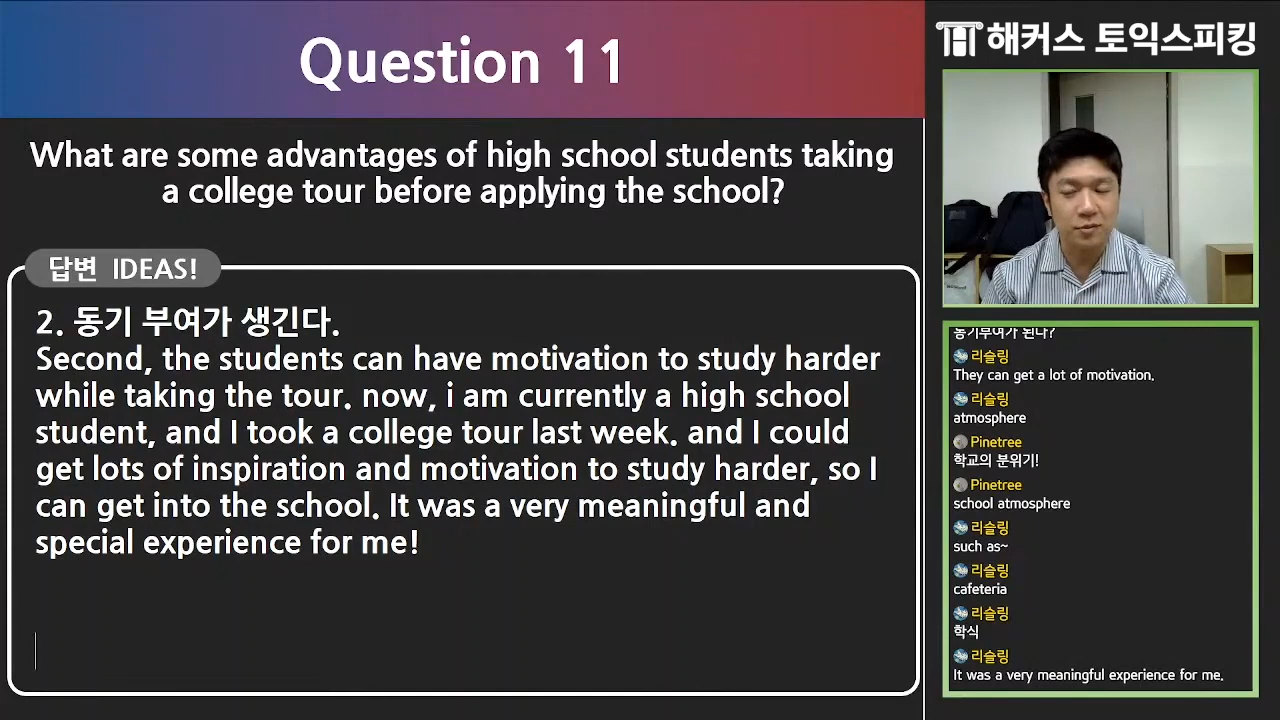 Question 11
What are some advantages of high school students taking
a college tour before applying the school?
답변 IDEAS!
2. 동기 부여가 생긴다.
Second, the students can have motivation to study harder
while taking the tour. now, i am currently a high school
student, and I took a college tour last week. and I could
get lots of inspiration and motivation to study harder, so I
can get into the school. It was a very meaningful and
special experience for me!
해커스 토익스피킹
동기부여가 된다?
리슬링
They can get a lot of motivation.
리슬링
atmosphere
Pinetree
학교의 분위기!
Pinetree
school atmosphere
리슬링
such as~
리슬링
cafeteria
리슬링
학식
리슬링
It was a very meaningful experience for me.